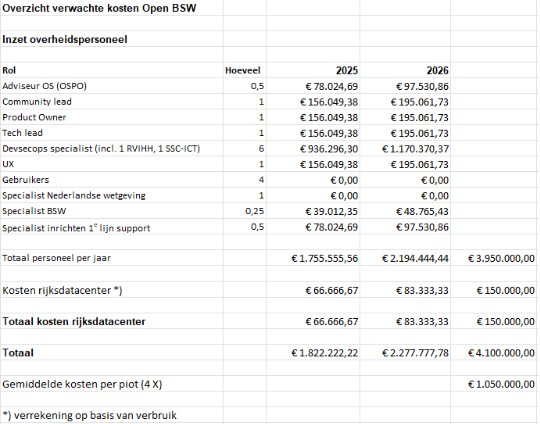 Overzicht verwachte kosten Open BSW
Inzet overheidspersoneel
Rol Hoeveel 2025 2026
Adviseur OS (OSPO) 0,5 € 78.024,69 € 97.530,86
Community lead 1 € 156.049,38 € 195.061,73
Product Owner 1 € 156.049,38 € 195.061,73
Tech lead 1 € 156.049,38 € 195.061,73
Devsecops specialist (incl. 1 RVIHH, 1 SSC-ICT) 6 € 936.296,30 € 1.170.370,37
UX 1 € 156.049,38 € 195.061,73
Gebruikers 4 € 0,00 € 0,00
Specialist Nederlandse wetgeving 1 € 0,00 € 0,00
Specialist BSW 0,25 € 39.012,35 € 48.765,43
Specialist inrichten 1e lijn support 0,5 € 78.024,69 € 97.530,86
Totaal personeel per jaar € 1.755.555,56 € 2.194.444,44 € 3.950.000,00
Kosten rijksdatacenter *) € 66.666,67 € 83.333,33 € 150.000,00
Totaal kosten rijksdatacenter € 66.666,67 € 83.333,33 € 150.000,00
Totaal € 1.822.222,22 € 2.277.777,78 € 4.100.000,00
Gemiddelde kosten per piot (4 X) € 1.050.000,00
*) verrekening op basis van verbruik